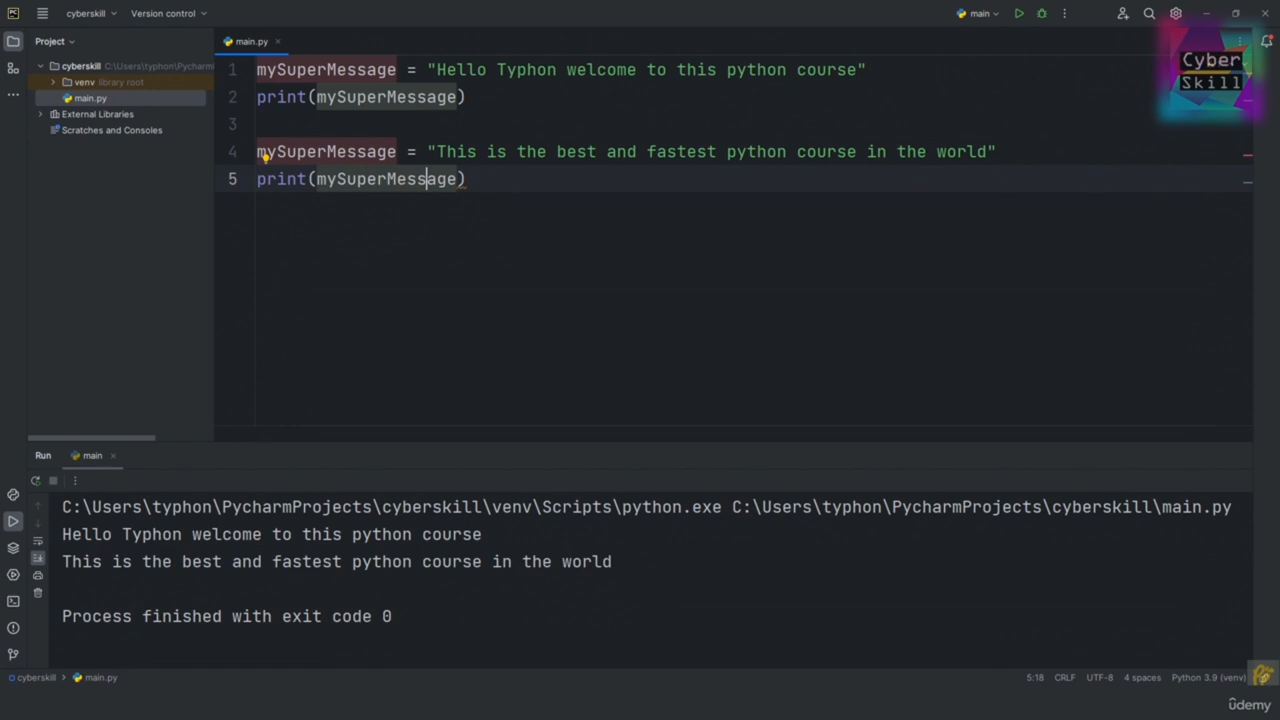 cyberskill
Version control
main
Project
main.py
Cyber
Skill
cyberskill C:\Users\typhon\Pycharm
venv library root
main.py
External Libraries
Scratches and Consoles
1 mySuperMessage = "Hello Typhon welcome to this python course"
2 print(mySuperMessage)
3
4 mySuperMessage = "This is the best and fastest python course in the world"
5 print(mySuperMessage)
Run main
C:\Users\typhon\PycharmProjects\cyberskill\venv\Scripts\python.exe C:\Users\typhon\PycharmProjects\cyberskill\main.py
Hello Typhon welcome to this python course
This is the best and fastest python course in the world
Process finished with exit code 0
cyberskill > main.py
5:18 CRLF UTF-8 4 spaces Python 3.9 (venv)
ûdemy